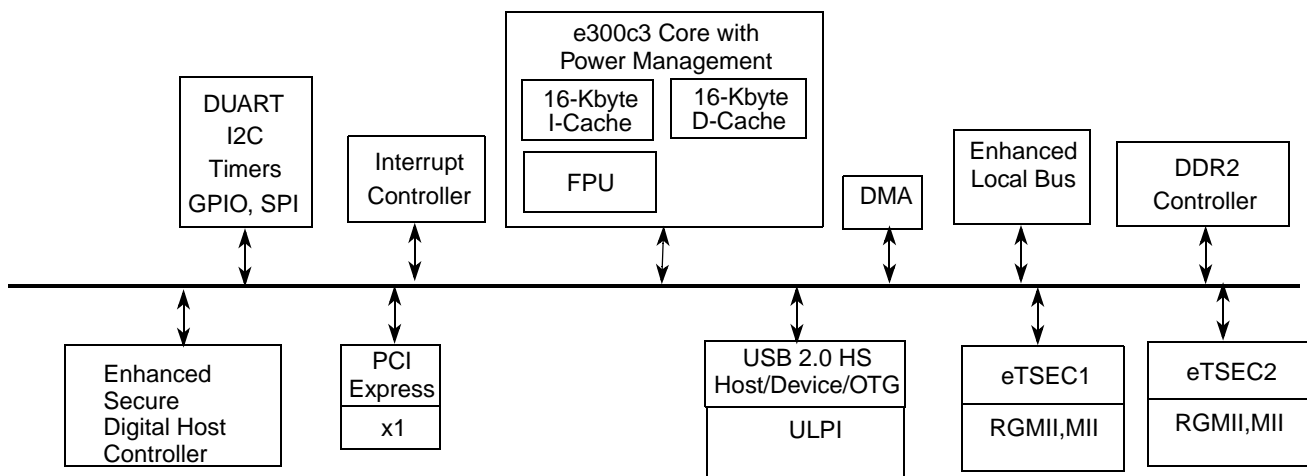 e300c3 Core with
Power Management
16-Kbyte
I-Cache
16-Kbyte
D-Cache
FPU
DUART
I2C
Timers
GPIO, SPI
Interrupt
Controller
DMA
Enhanced
Local Bus
DDR2
Controller
Enhanced
Secure
Digital Host
Controller
PCI
Express
x1
USB 2.0 HS
Host/Device/OTG
ULPI
eTSEC1
RGMII,MII
eTSEC2
RGMII,MII